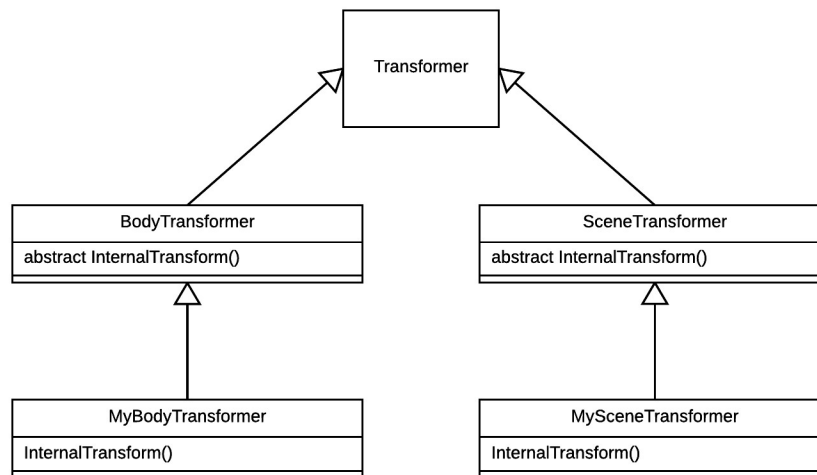 Transformer
BodyTransformer
abstract InternalTransform()
SceneTransformer
abstract InternalTransform()
MyBodyTransformer
InternalTransform()
MySceneTransformer
InternalTransform()